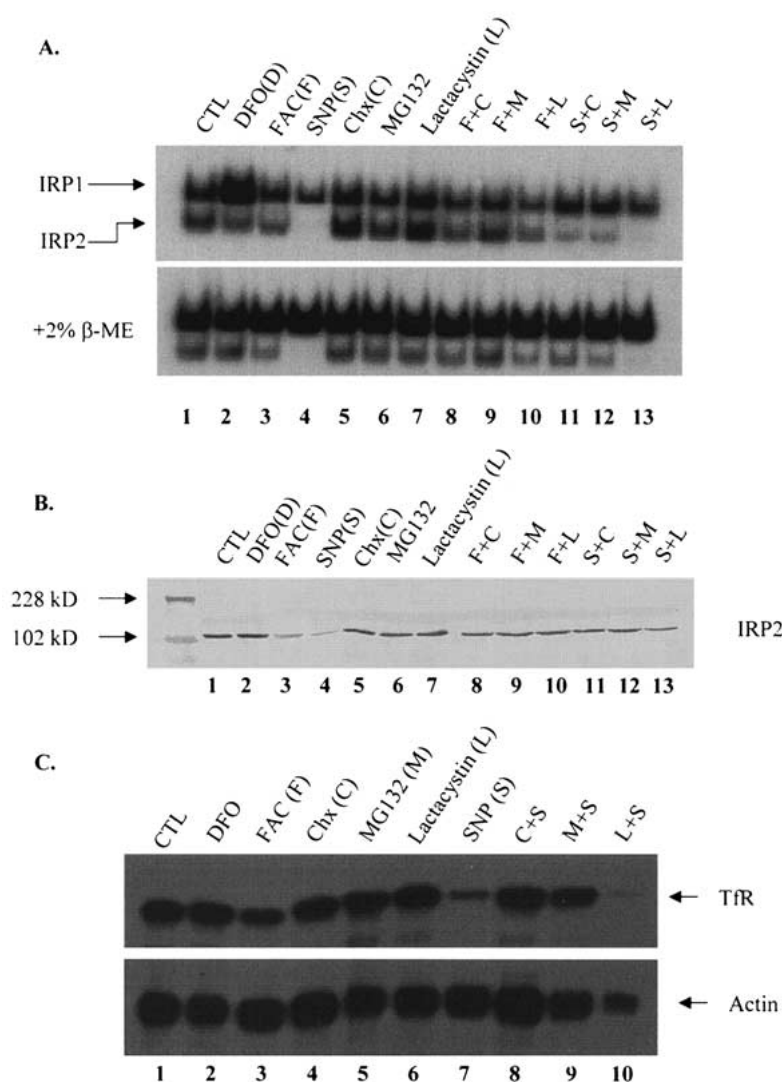 A.
CTL DFO(D) FAC(F) SNP(S) Chx(C) MG132 Lactacystin (L) F+C F+M F+L S+C S+M S+L
IRP1
IRP2
+2% β-ME
1 2 3 4 5 6 7 8 9 10 11 12 13
B.
CTL DFO(D) FAC(F) SNP(S) Chx(C) MG132 Lactacystin (L) F+C F+M F+L S+C S+M S+L
228 kD
102 kD IRP2
1 2 3 4 5 6 7 8 9 10 11 12 13
C.
CTL DFO FAC (F) Chx (C) MG132 (M) Lactacystin (L) SNP (S) C+S M+S L+S
TfR
Actin
1 2 3 4 5 6 7 8 9 10